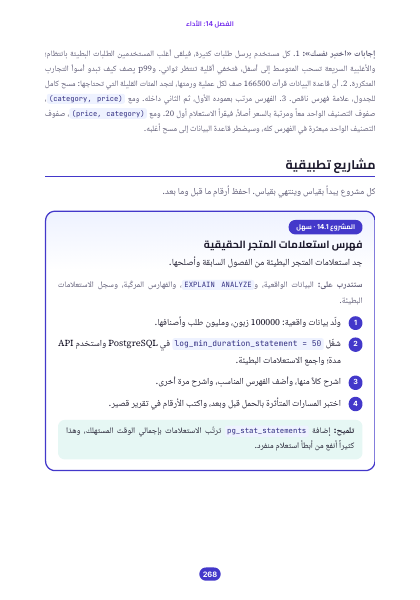 الفصل 14: الأداء
إجابات «اختبر نفسك»: 1. كل مستخدم يرسل طلبات كثيرة، فيلقى أغلب المستخدمين الطلبات البطيئة بانتظام؛
والأغلبية السريعة تسحب المتوسط إلى أسفل، فتخفي أقلية تنتظر ثواني. وp99 يصف كيف تبدو أسوأ التجارب
المتكررة. 2. أن قاعدة البيانات قرأت 166500 صف لكل عملية ورمتها، لتجد المئات القليلة التي تحتاجها: مسح كامل
للجدول، علامة فهرس ناقص. 3. الفهرس مرتب بعموده الأول، ثم الثاني داخله. ومع (category, price)،
صفوف التصنيف الواحد معاً ومرتبة بالسعر أصلاً، فيقرأ الاستعلام أول 20. ومع (price, category)، صفوف
التصنيف الواحد مبعثرة في الفهرس كله، وسيضطر قاعدة البيانات إلى مسح أغلبه.
مشاريع تطبيقية
كل مشروع يبدأ بقياس وينتهي بقياس. احفظ أرقام ما قبل وما بعد.
المشروع 14.1 · سهل
فهرس استعلامات المتجر الحقيقية
جد استعلامات المتجر البطيئة من الفصول السابقة وأصلحها.
ستتدرب على: البيانات الواقعية، وEXPLAIN ANALYZE، والفهارس المركّبة، وسجل الاستعلامات
البطيئة.
1 ولّد بيانات واقعية: 100000 زبون، ومليون طلب وأصنافها.
2 شغّل log_min_duration_statement = 50 في PostgreSQL واستخدم API
مدة؛ واجمع الاستعلامات البطيئة.
3 اشرح كلاً منها، وأضف الفهرس المناسب، واشرح مرة أخرى.
4 اختبر المسارات المتأثرة بالحمل قبل وبعد، واكتب الأرقام في تقرير قصير.
تلميح: إضافة pg_stat_statements ترتّب الاستعلامات بإجمالي الوقت المستهلك، وهذا
كثيراً أنفع من أبطأ استعلام منفرد.
268